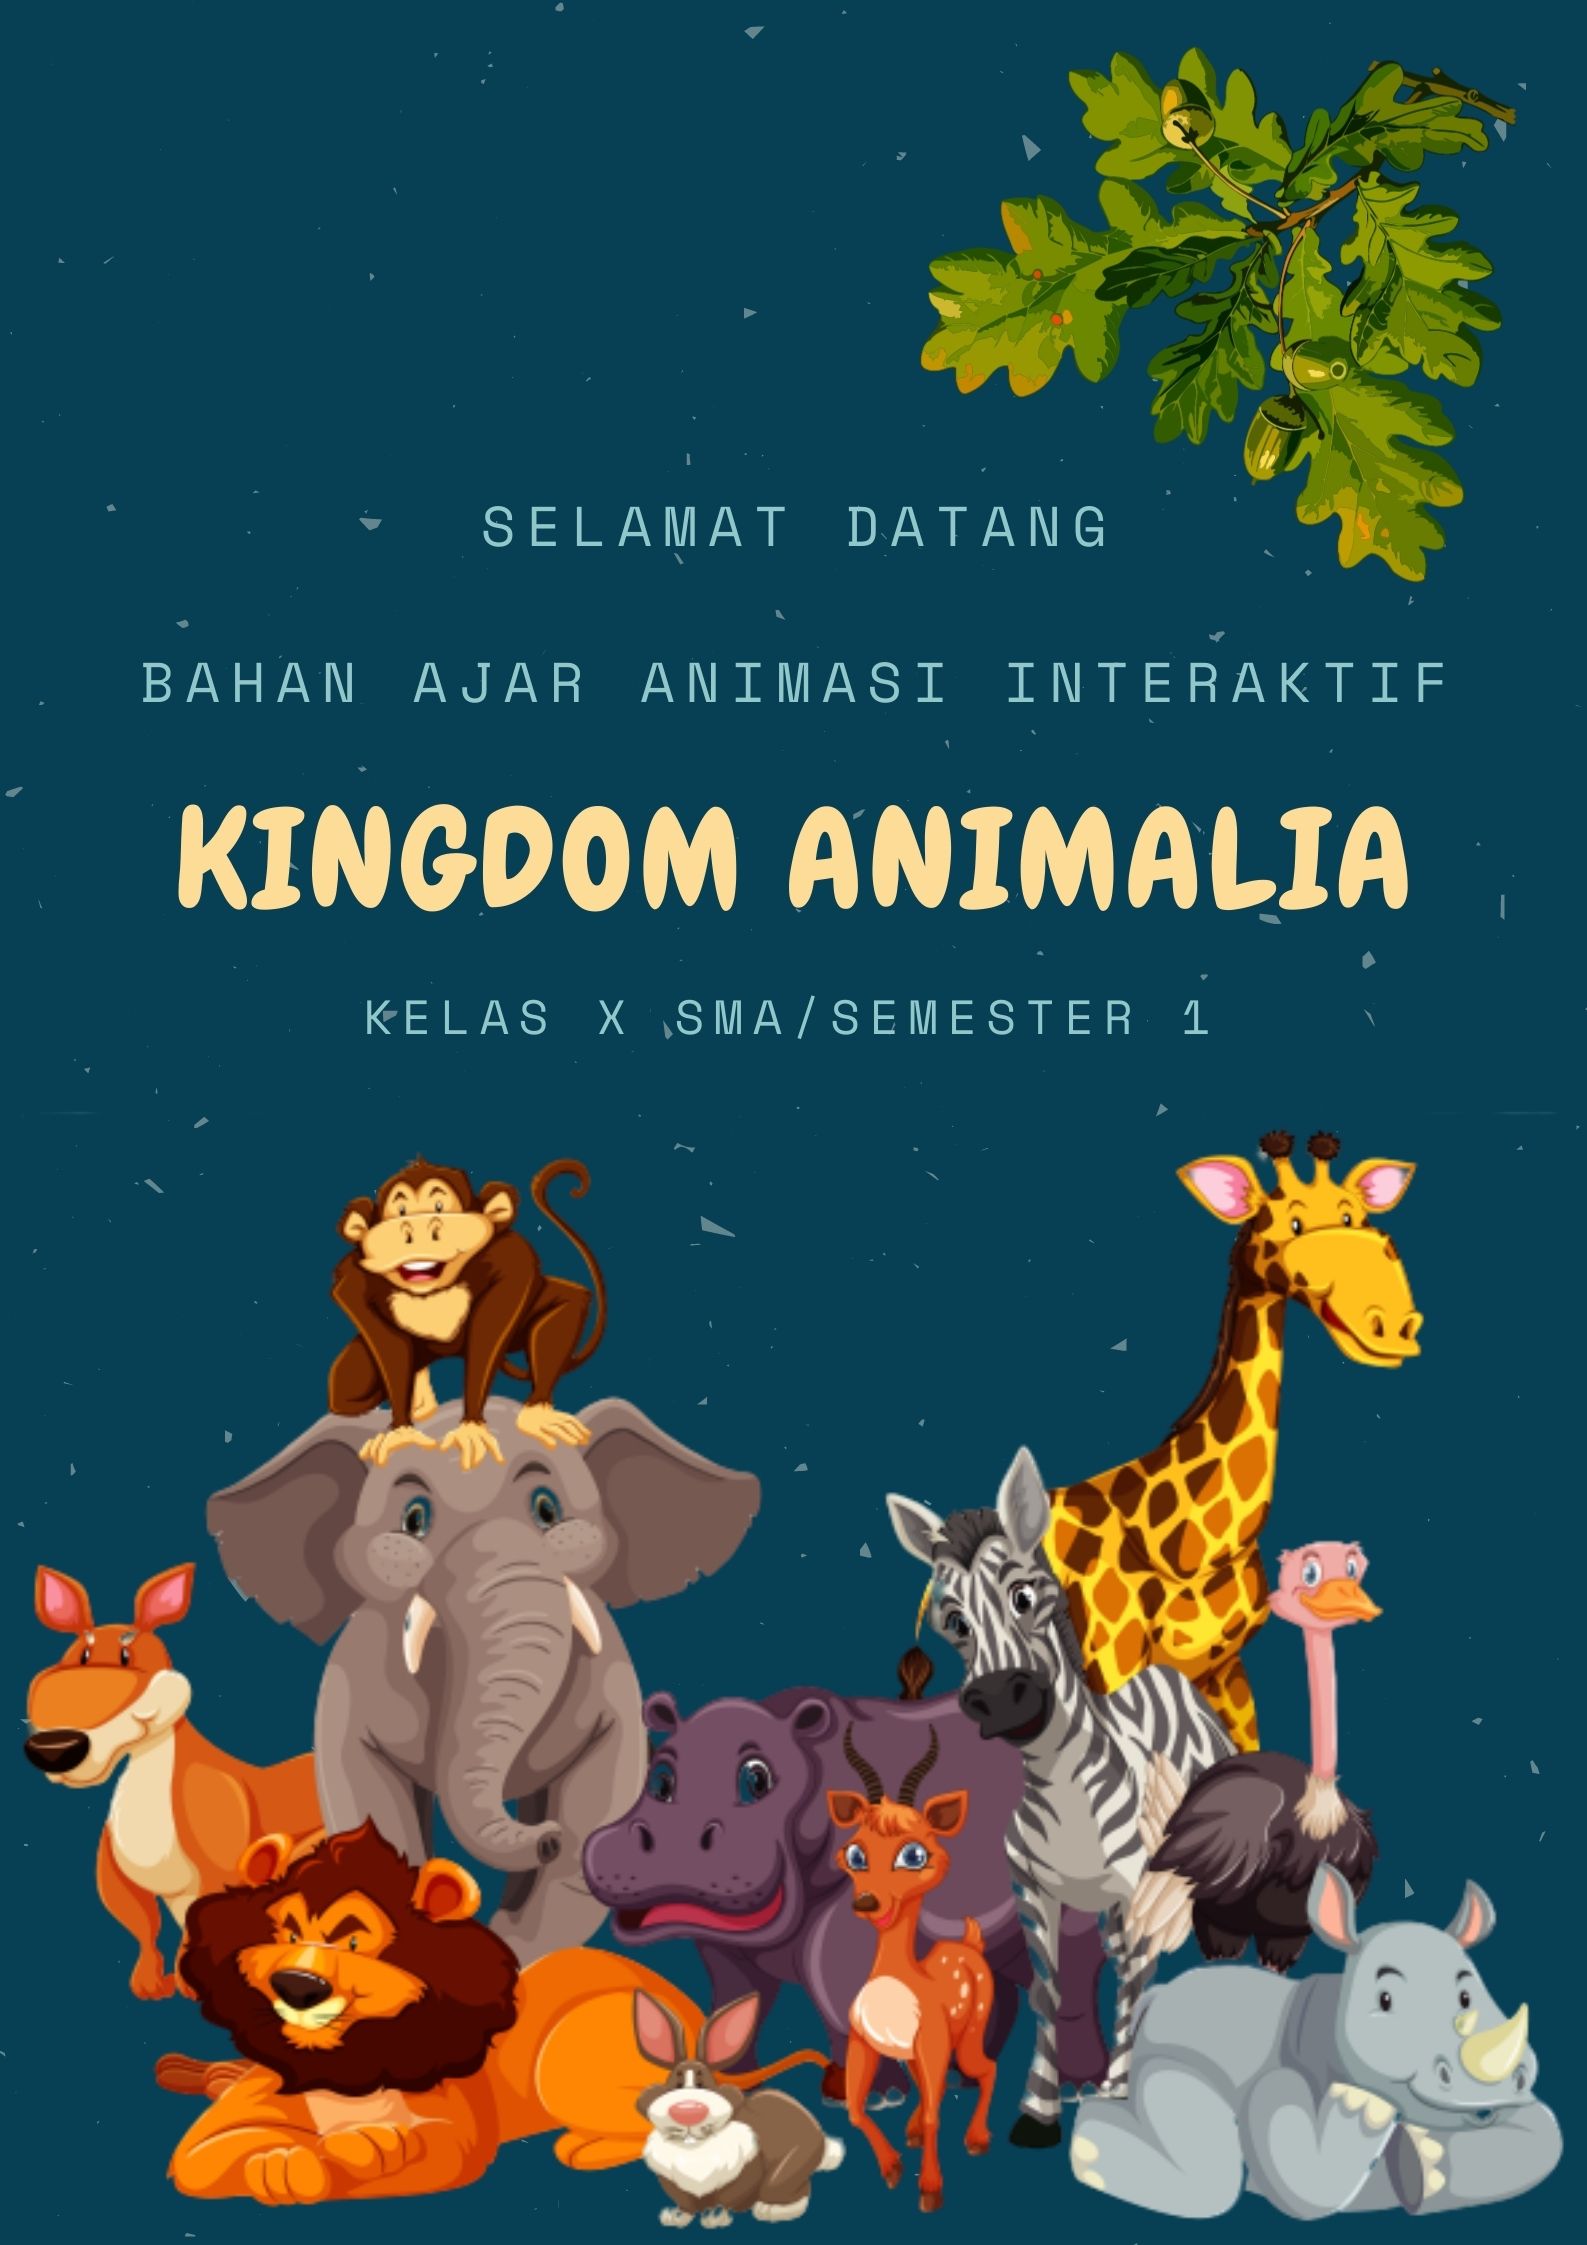 SELAMAT DATANG
BAHAN AJAR ANIMASI INTERAKTIF
KINGDOM ANIMALIA
KELAS X SMA/SEMESTER 1